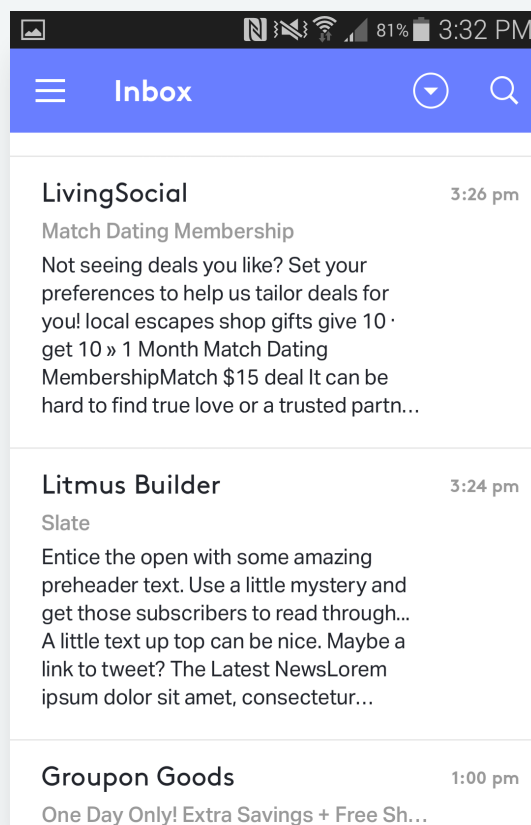 81% 3:32 PM
Inbox
LivingSocial 3:26 pm
Match Dating Membership
Not seeing deals you like? Set your
preferences to help us tailor deals for
you! local escapes shop gifts give 10 ·
get 10 » 1 Month Match Dating
MembershipMatch $15 deal It can be
hard to find true love or a trusted partn...
Litmus Builder 3:24 pm
Slate
Entice the open with some amazing
preheader text. Use a little mystery and
get those subscribers to read through...
A little text up top can be nice. Maybe a
link to tweet? The Latest NewsLorem
ipsum dolor sit amet, consectetur...
Groupon Goods 1:00 pm
One Day Only! Extra Savings + Free Sh...